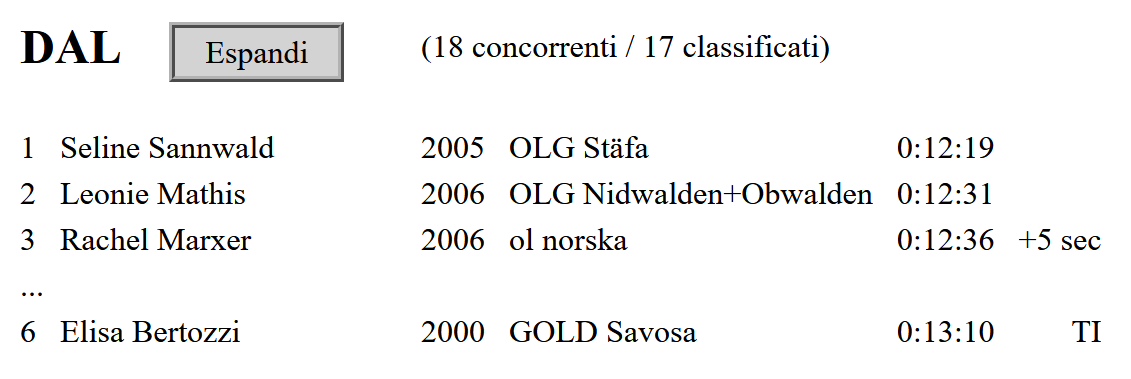 DAL Espandi (18 concorrenti / 17 classificati)
1 Seline Sannwald 2005 OLG Stäfa 0:12:19
2 Leonie Mathis 2006 OLG Nidwalden+Obwalden 0:12:31
3 Rachel Marxer 2006 ol norska 0:12:36 +5 sec
...
6 Elisa Bertozzi 2000 GOLD Savosa 0:13:10 TI